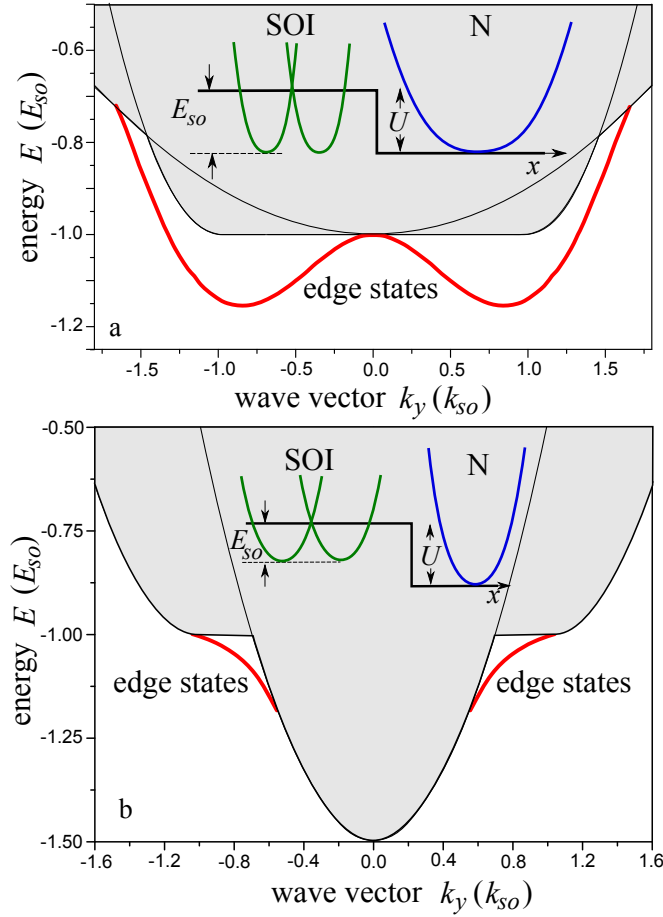 SOI N
E_so U x
-0.5
-0.6
-0.8
-1.0
-1.2
energy E (E_so)
edge states
a
-1.5 -1.0 -0.5 0.0 0.5 1.0 1.5
wave vector k_y (k_so)
SOI N
E_so U x
-0.50
-0.75
-1.00
-1.25
-1.50
energy E (E_so)
edge states edge states
b
-1.6 -1.2 -0.8 -0.4 0.0 0.4 0.8 1.2 1.6
wave vector k_y (k_so)